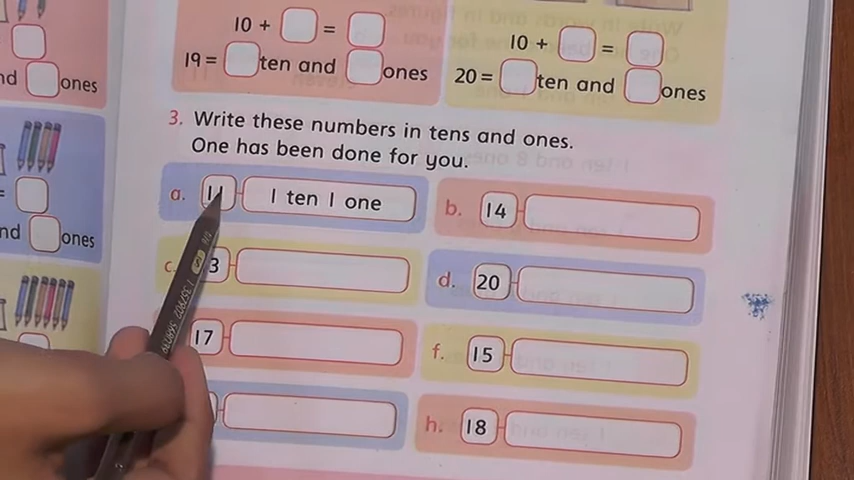 10 + =
19 = ten and ones
10 + =
20 = ten and ones
nd ones
=
nd ones
3. Write these numbers in tens and ones.
One has been done for you.
a. 11 1 ten 1 one
b. 14
c. 3
d. 20
17
f. 15
h. 18